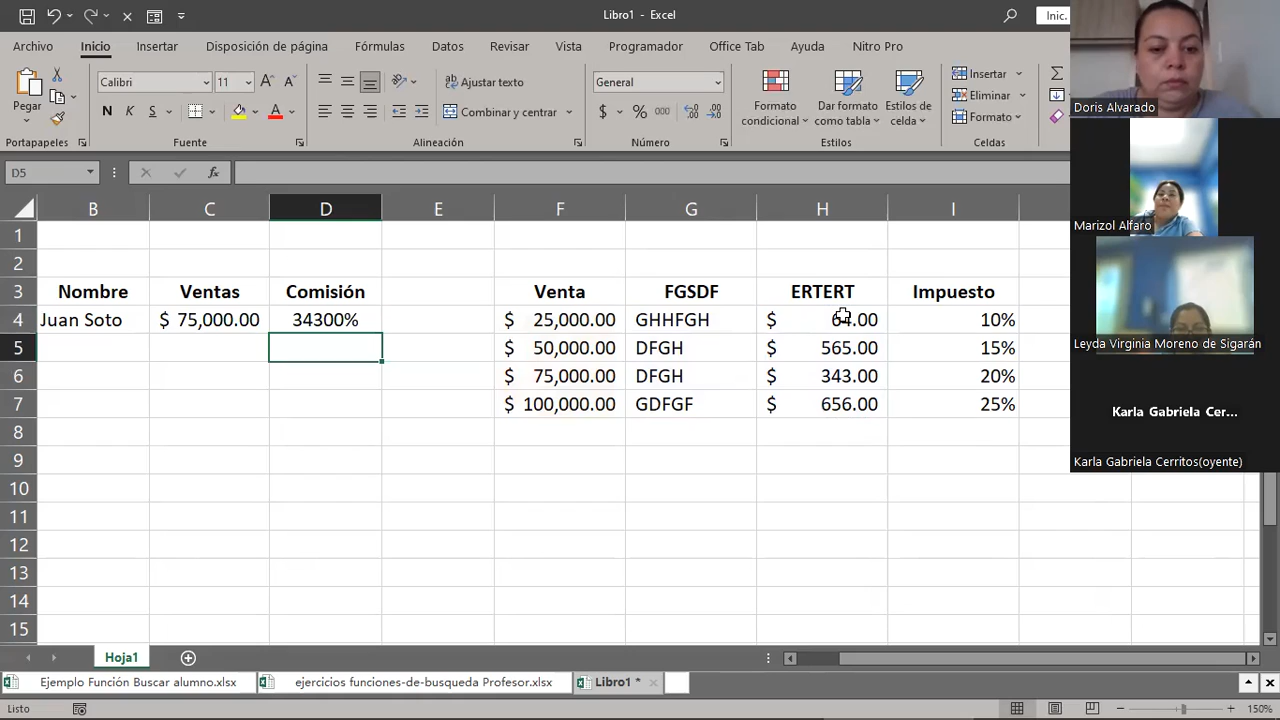 Libro1 - Excel
Inic.
Archivo Inicio Insertar Disposición de página Fórmulas Datos Revisar Vista Programador Office Tab Ayuda Nitro Pro
Pegar
Calibri 11
N K S
Ajustar texto
Combinar y centrar
General
$ % 000
Formato condicional
Dar formato como tabla
Estilos de celda
Insertar
Eliminar
Formato
Portapapeles Fuente Alineación Número Estilos Celdas
D5 fx
B C D E F G H I
1
2
3 Nombre Ventas Comisión Venta FGSDF ERTERT Impuesto
4 Juan Soto $ 75,000.00 34300% $ 25,000.00 GHHFGH $ 64.00 10%
5 $ 50,000.00 DFGH $ 565.00 15%
6 $ 75,000.00 DFGH $ 343.00 20%
7 $ 100,000.00 GDFGF $ 656.00 25%
8
9
10
11
12
13
14
15
Hoja1
Ejemplo Función Buscar alumno.xlsx ejercicios funciones-de-busqueda Profesor.xlsx Libro1 *
Listo 150%
Doris Alvarado
Marizol Alfaro
Leyda Virginia Moreno de Sigarán
Karla Gabriela Cer...
Karla Gabriela Cerritos(oyente)